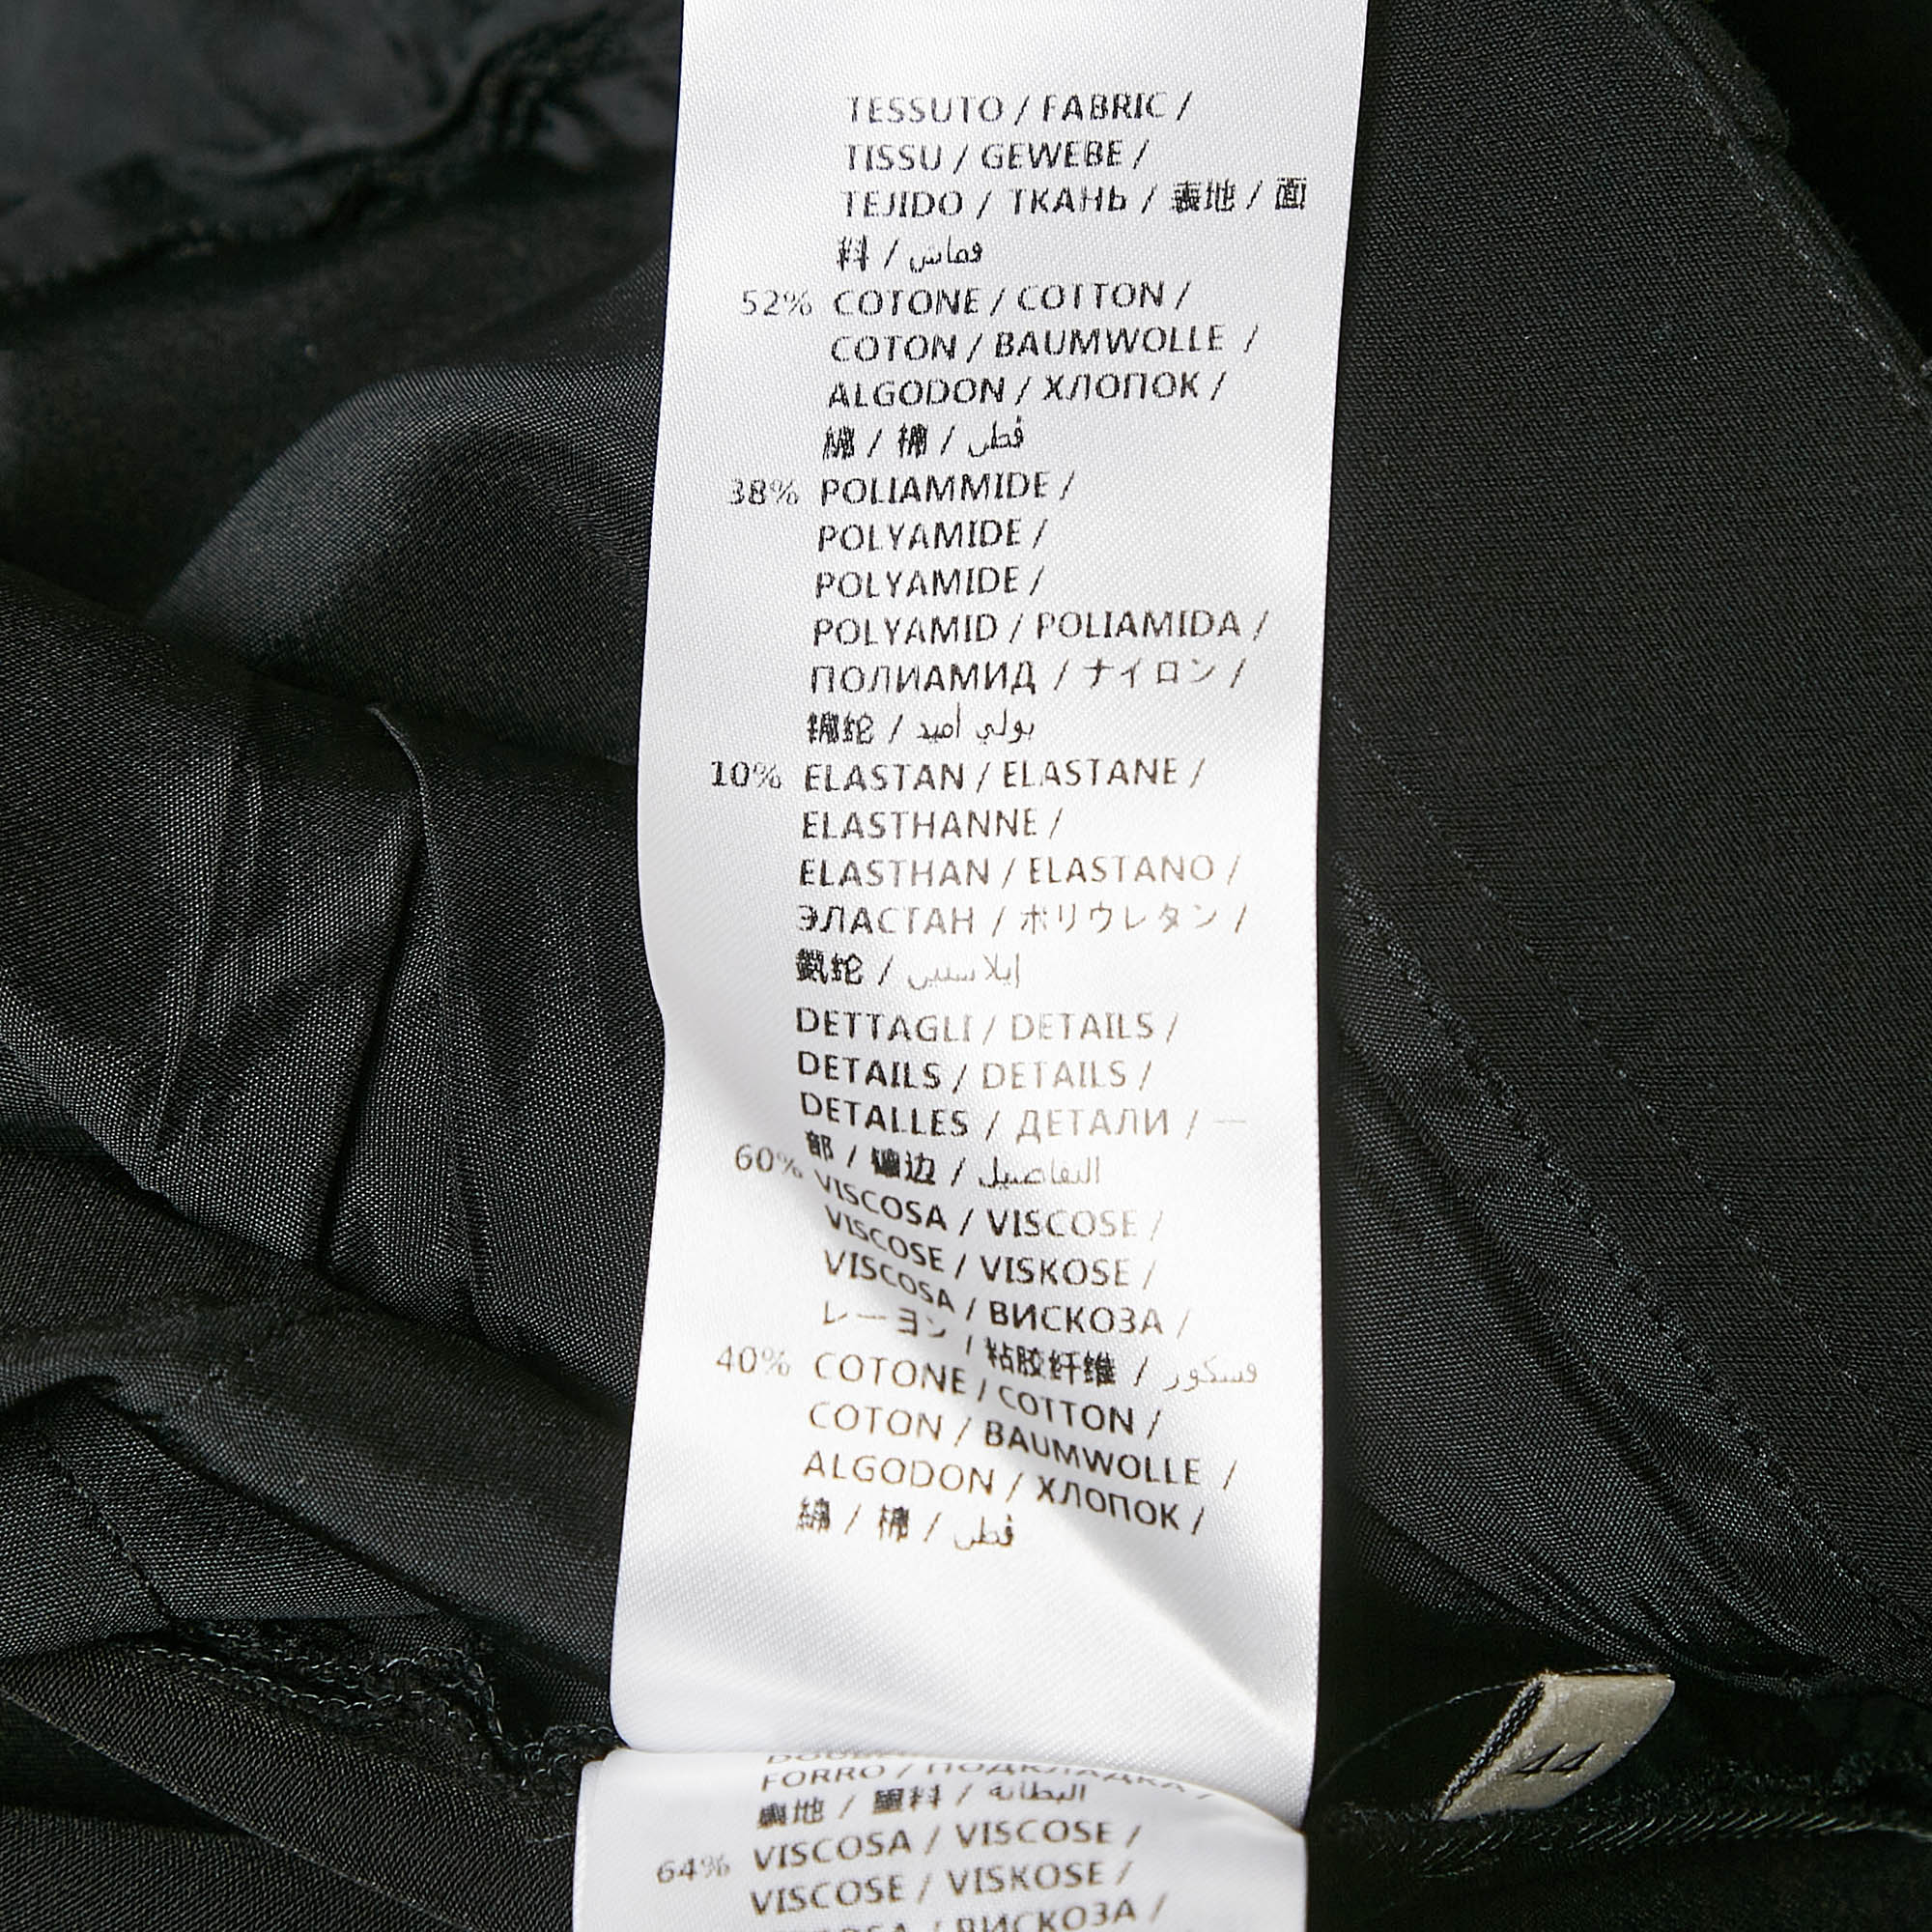 TESSUTO / FABRIC /
TISSU / GEWEBE /
TEJIDO / ТКАНЬ / 表地 / 面
料 / قماش
52% COTONE / COTTON /
COTON / BAUMWOLLE /
ALGODON / ХЛОПОК /
綿 / 棉 / قطن
38% POLIAMMIDE /
POLYAMIDE /
POLYAMIDE /
POLYAMID / POLIAMIDA /
ПОЛИАМИД / ナイロン /
锦纶 / بولي أميد
10% ELASTAN / ELASTANE /
ELASTHANNE /
ELASTHAN / ELASTANO /
ЭЛАСТАН / ポリウレタン /
氨纶 / إيلاستين
DETTAGLI / DETAILS /
DETAILS / DETAILS /
DETALLES / ДЕТАЛИ / 一
部 / 镶边 / التفاصيل
60% VISCOSA / VISCOSE /
VISCOSE / VISKOSE /
VISCOSA / ВИСКОЗА /
レーヨン / 粘胶纤维 / فسكوز
40% COTONE / COTTON /
COTON / BAUMWOLLE /
ALGODON / ХЛОПОК /
綿 / 棉 / قطن
FORRO / ПОДКЛАДКА /
裏地 / 里料 / البطانة
64% VISCOSA / VISCOSE /
VISCOSE / VISKOSE /
ВИСКОЗА /
44